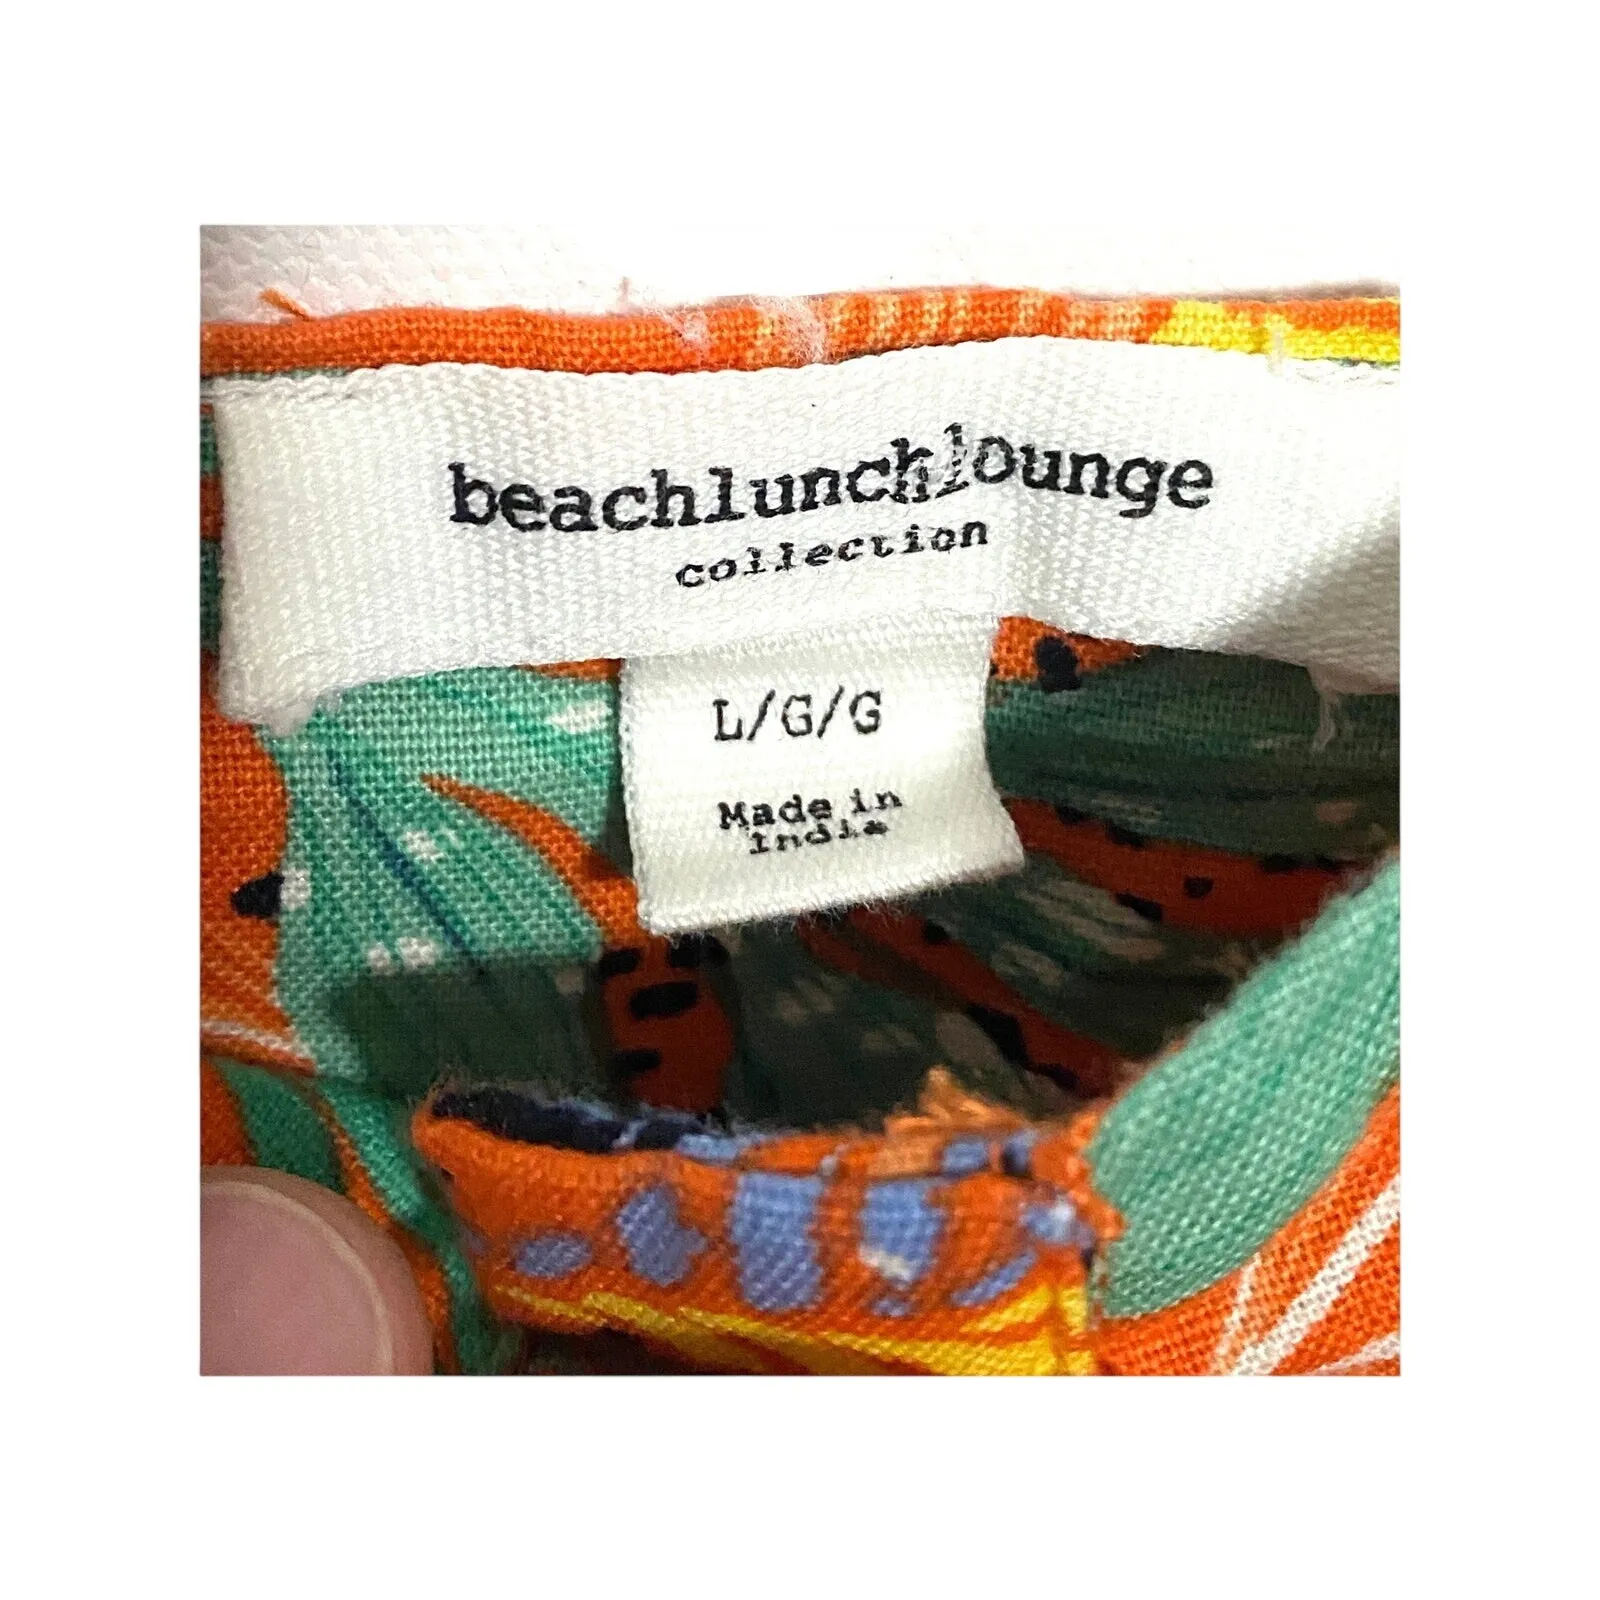 beachlunchlounge
collection
L/G/G
Made in
India